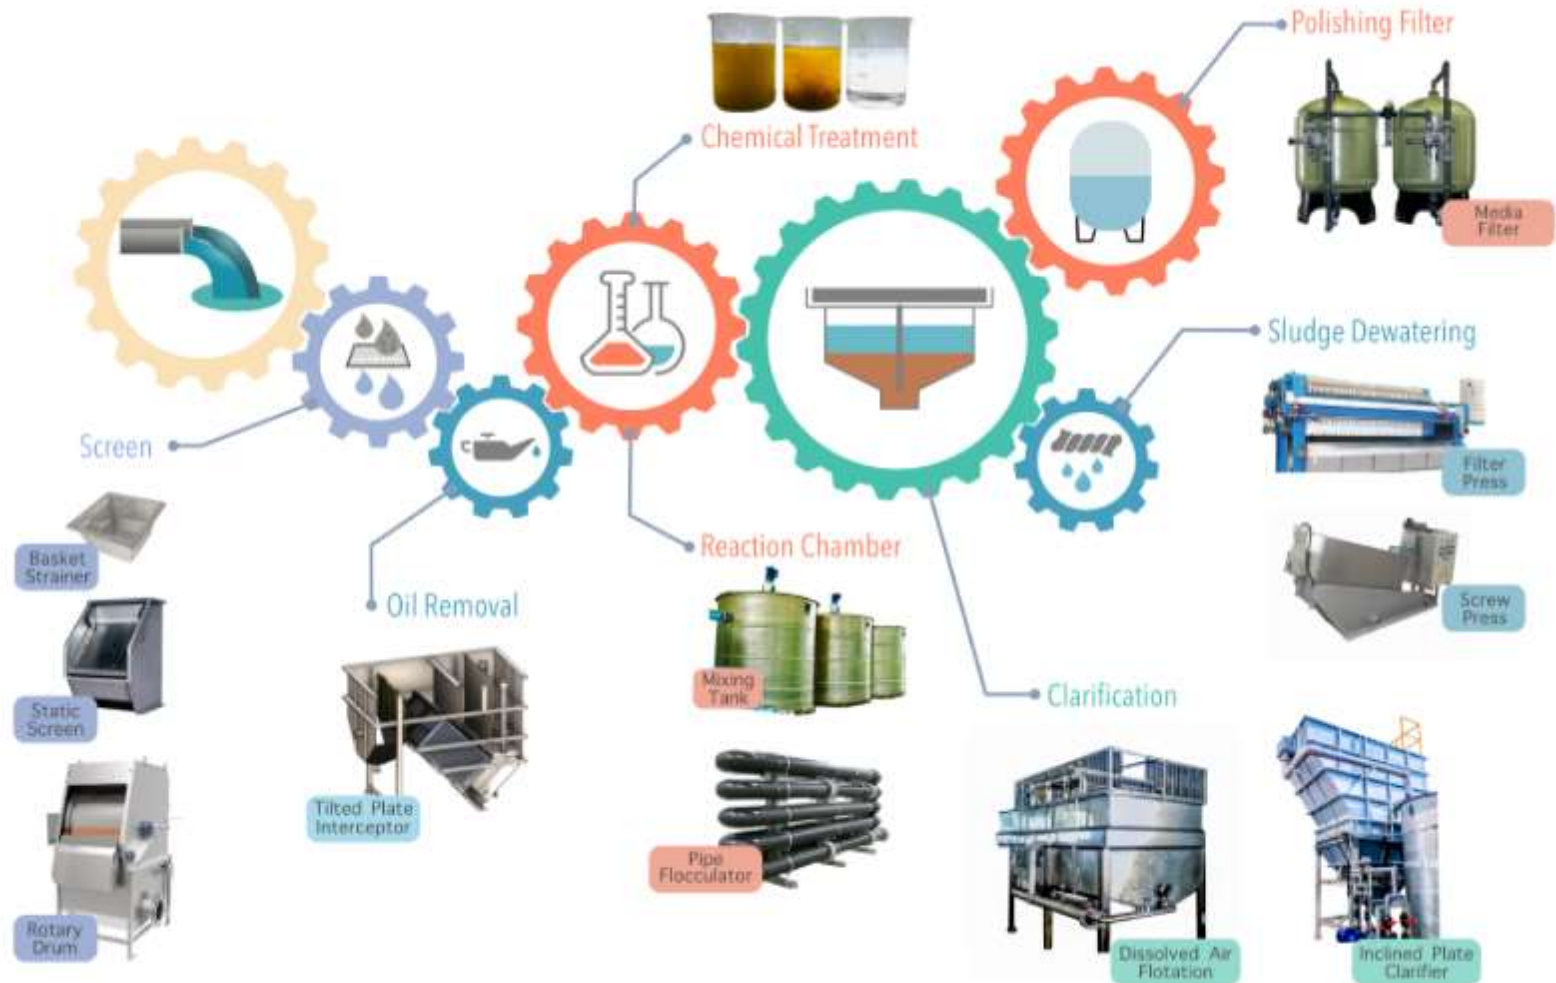 Polishing Filter
Media
Filter
Chemical Treatment
Sludge Dewatering
Filter
Press
Screw
Press
Screen
Basket
Strainer
Static
Screen
Rotary
Drum
Oil Removal
Tilted Plate
Interceptor
Reaction Chamber
Mixing
Tank
Pipe
Flocculator
Clarification
Dissolved Air
Flotation
Inclined Plate
Clarifier